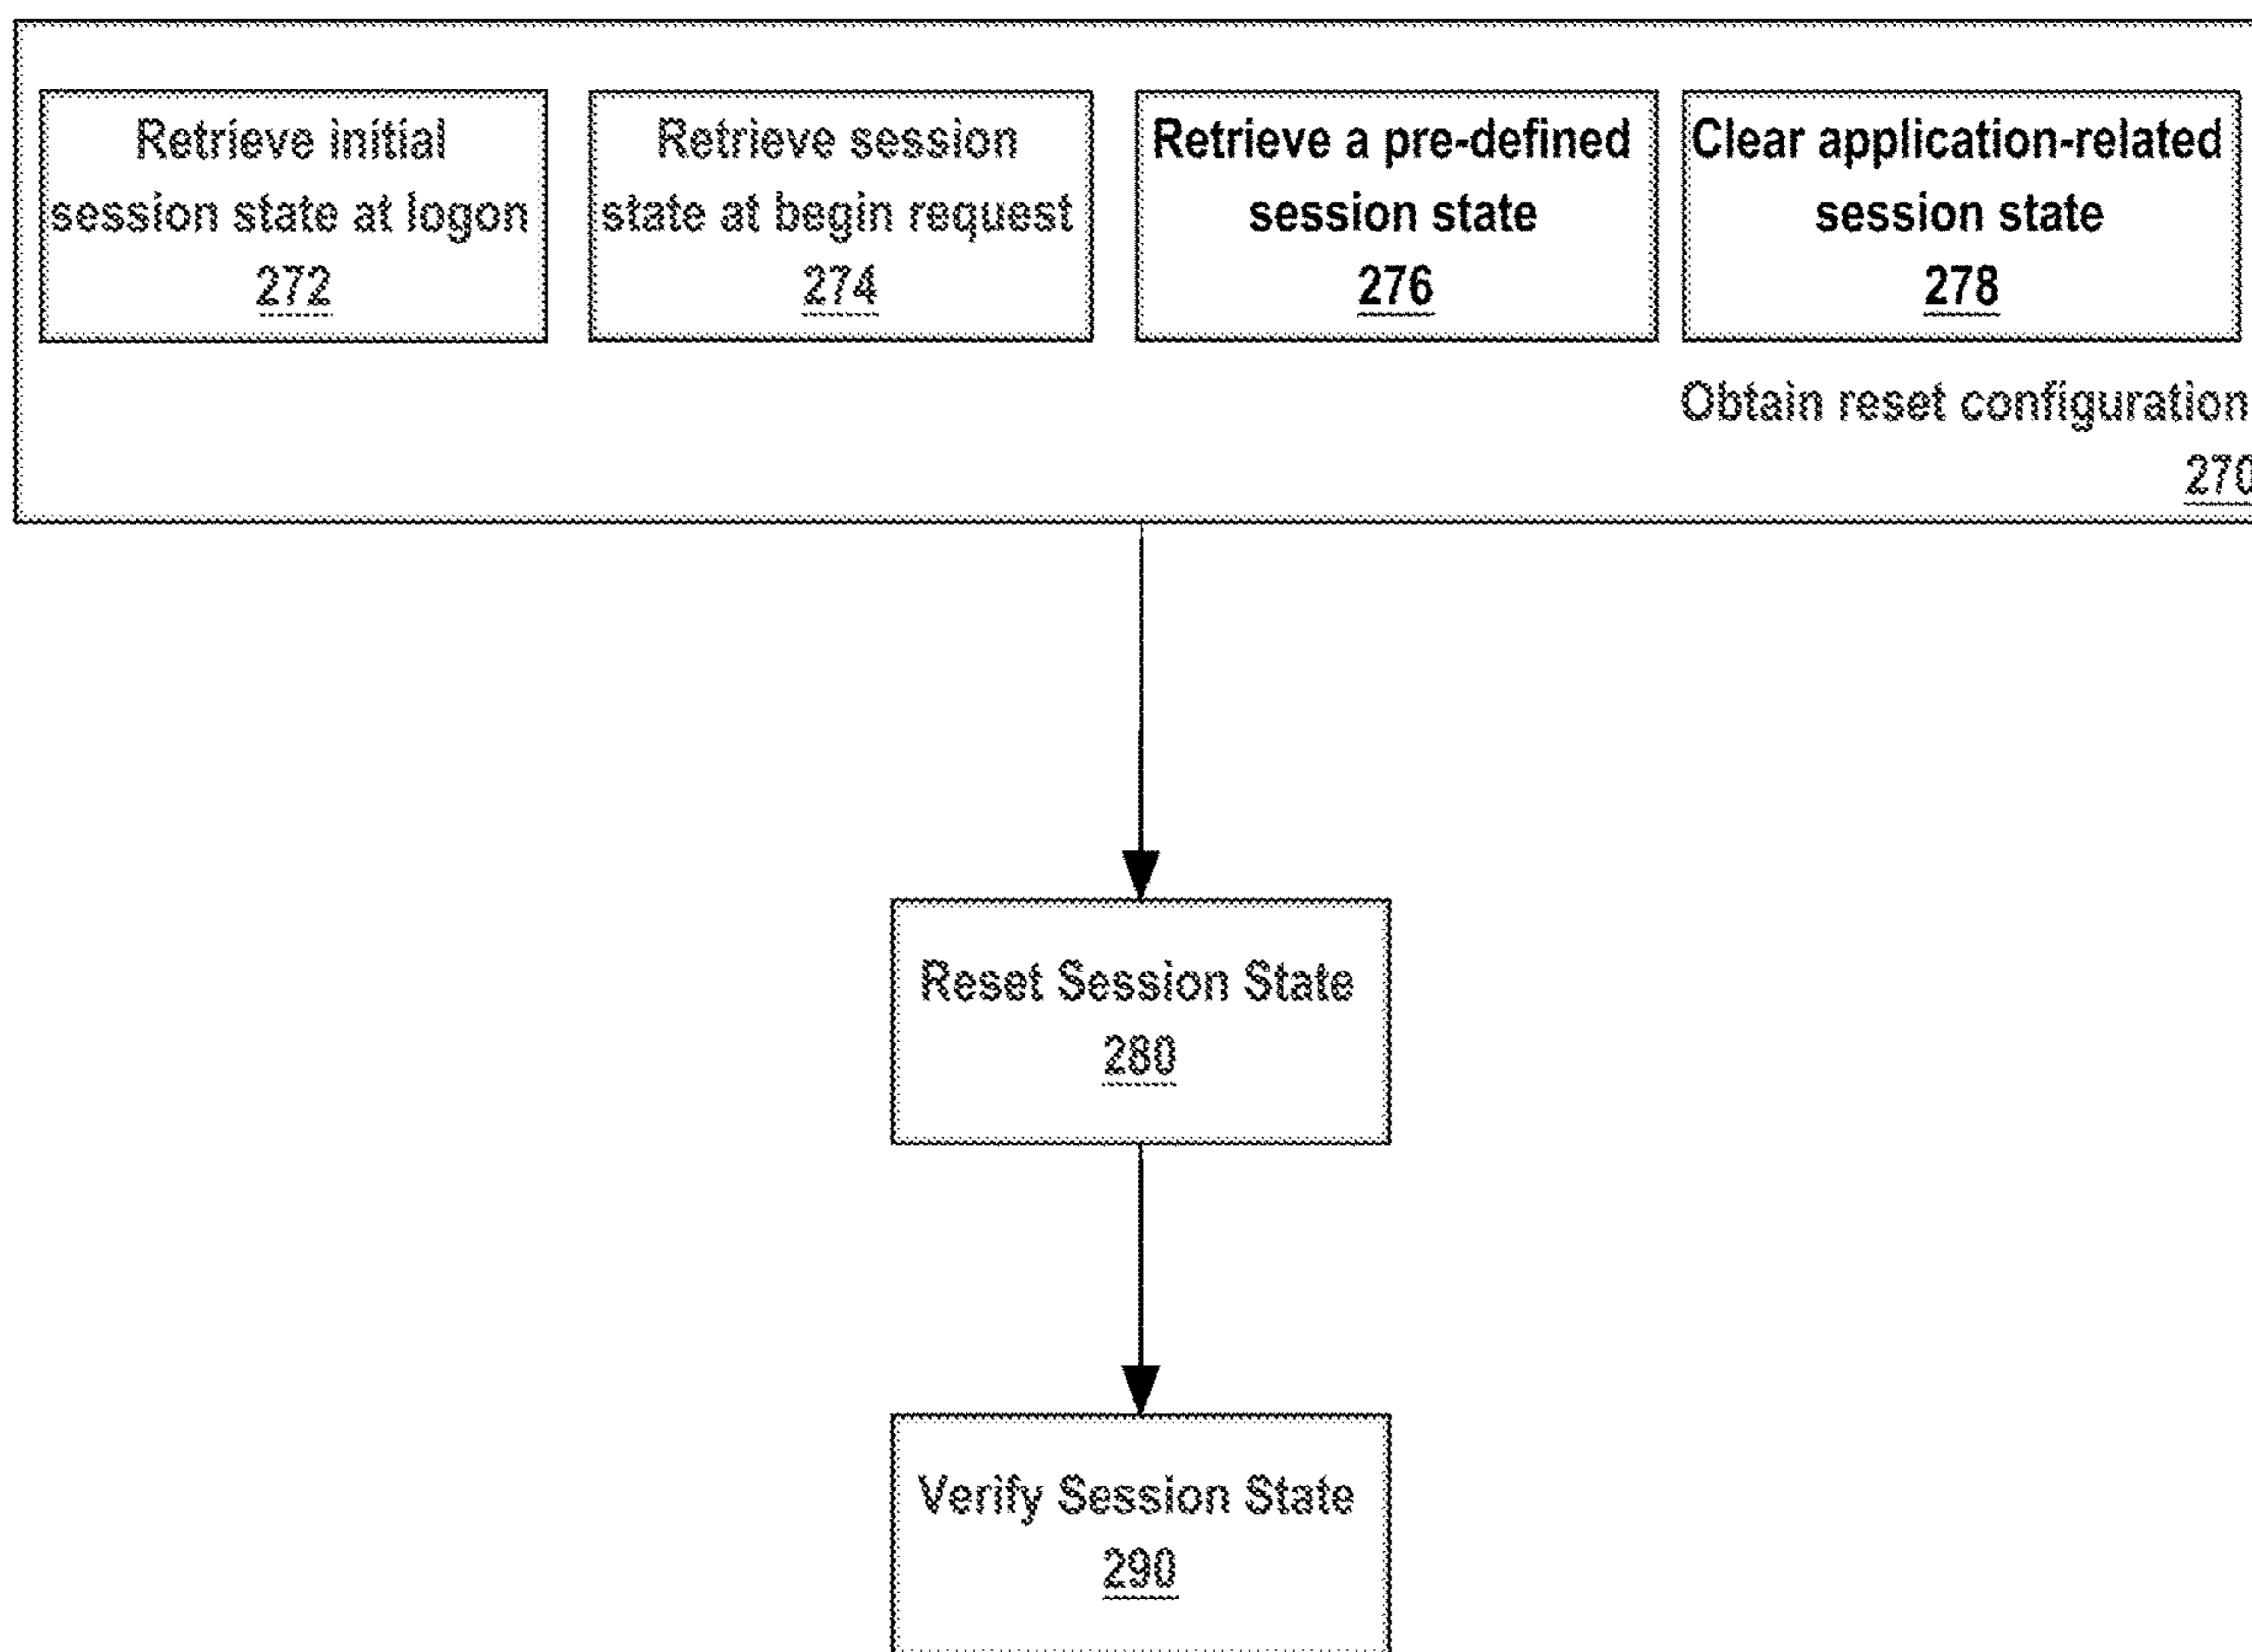 Retrieve initial
session state at logon
272
Retrieve session
state at begin request
274
Retrieve a pre-defined
session state
276
Clear application-related
session state
278
Obtain reset configuration
270
Reset Session State
280
Verify Session State
290